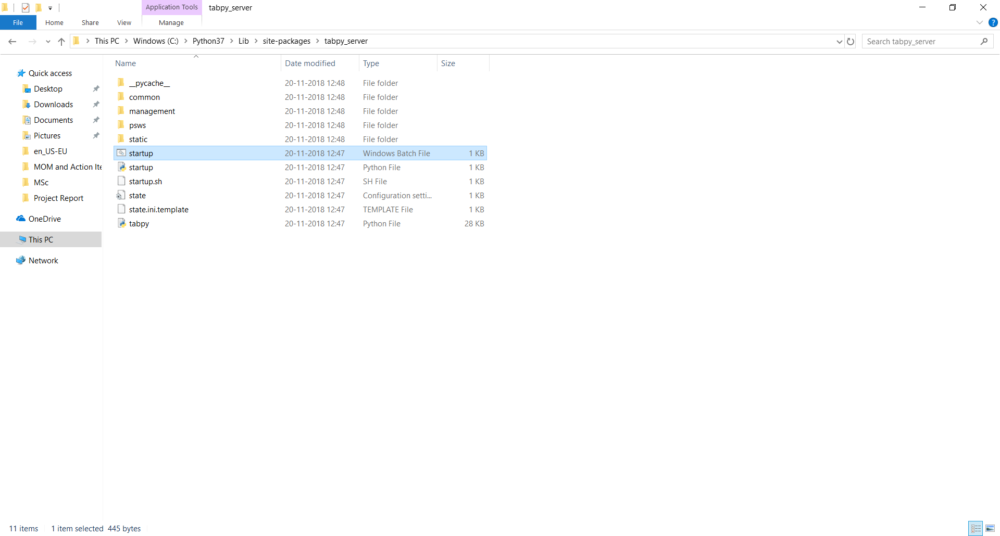 Application Tools tabpy_server
File Home Share View Manage
This PC Windows (C:) Python37 Lib site-packages tabpy_server Search tabpy_server
Name Date modified Type Size
Quick access
Desktop
Downloads
Documents
Pictures
en_US-EU
MOM and Action Ite
MSc
Project Report
OneDrive
This PC
Network
__pycache__ 20-11-2018 12:48 File folder
common 20-11-2018 12:48 File folder
management 20-11-2018 12:48 File folder
psws 20-11-2018 12:48 File folder
static 20-11-2018 12:48 File folder
startup 20-11-2018 12:47 Windows Batch File 1 KB
startup 20-11-2018 12:47 Python File 1 KB
startup.sh 20-11-2018 12:47 SH File 1 KB
state 20-11-2018 12:47 Configuration setti... 1 KB
state.ini.template 20-11-2018 12:47 TEMPLATE File 1 KB
tabpy 20-11-2018 12:47 Python File 28 KB
11 items 1 item selected 445 bytes